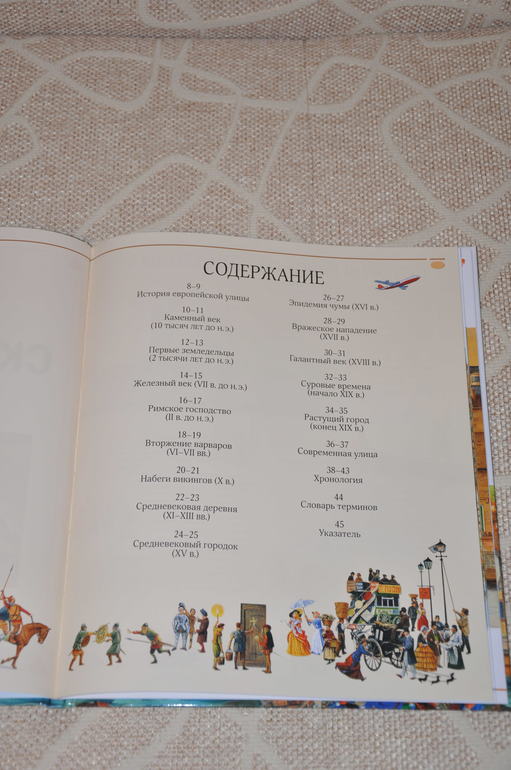 СОДЕРЖАНИЕ
8–9
История европейской улицы
10–11
Каменный век
(10 тысяч лет до н. э.)
12–13
Первые земледельцы
(2 тысячи лет до н. э.)
14–15
Железный век (VII в. до н. э.)
16–17
Римское господство
(II в. до н. э.)
18–19
Вторжение варваров
(VI–VII вв.)
20–21
Набеги викингов (X в.)
22–23
Средневековая деревня
(XI–XIII вв.)
24–25
Средневековый городок
(XV в.)
26–27
Эпидемия чумы (XVI в.)
28–29
Вражеское нападение
(XVII в.)
30–31
Галантный век (XVIII в.)
32–33
Суровые времена
(начало XIX в.)
34–35
Растущий город
(конец XIX в.)
36–37
Современная улица
38–43
Хронология
44
Словарь терминов
45
Указатель